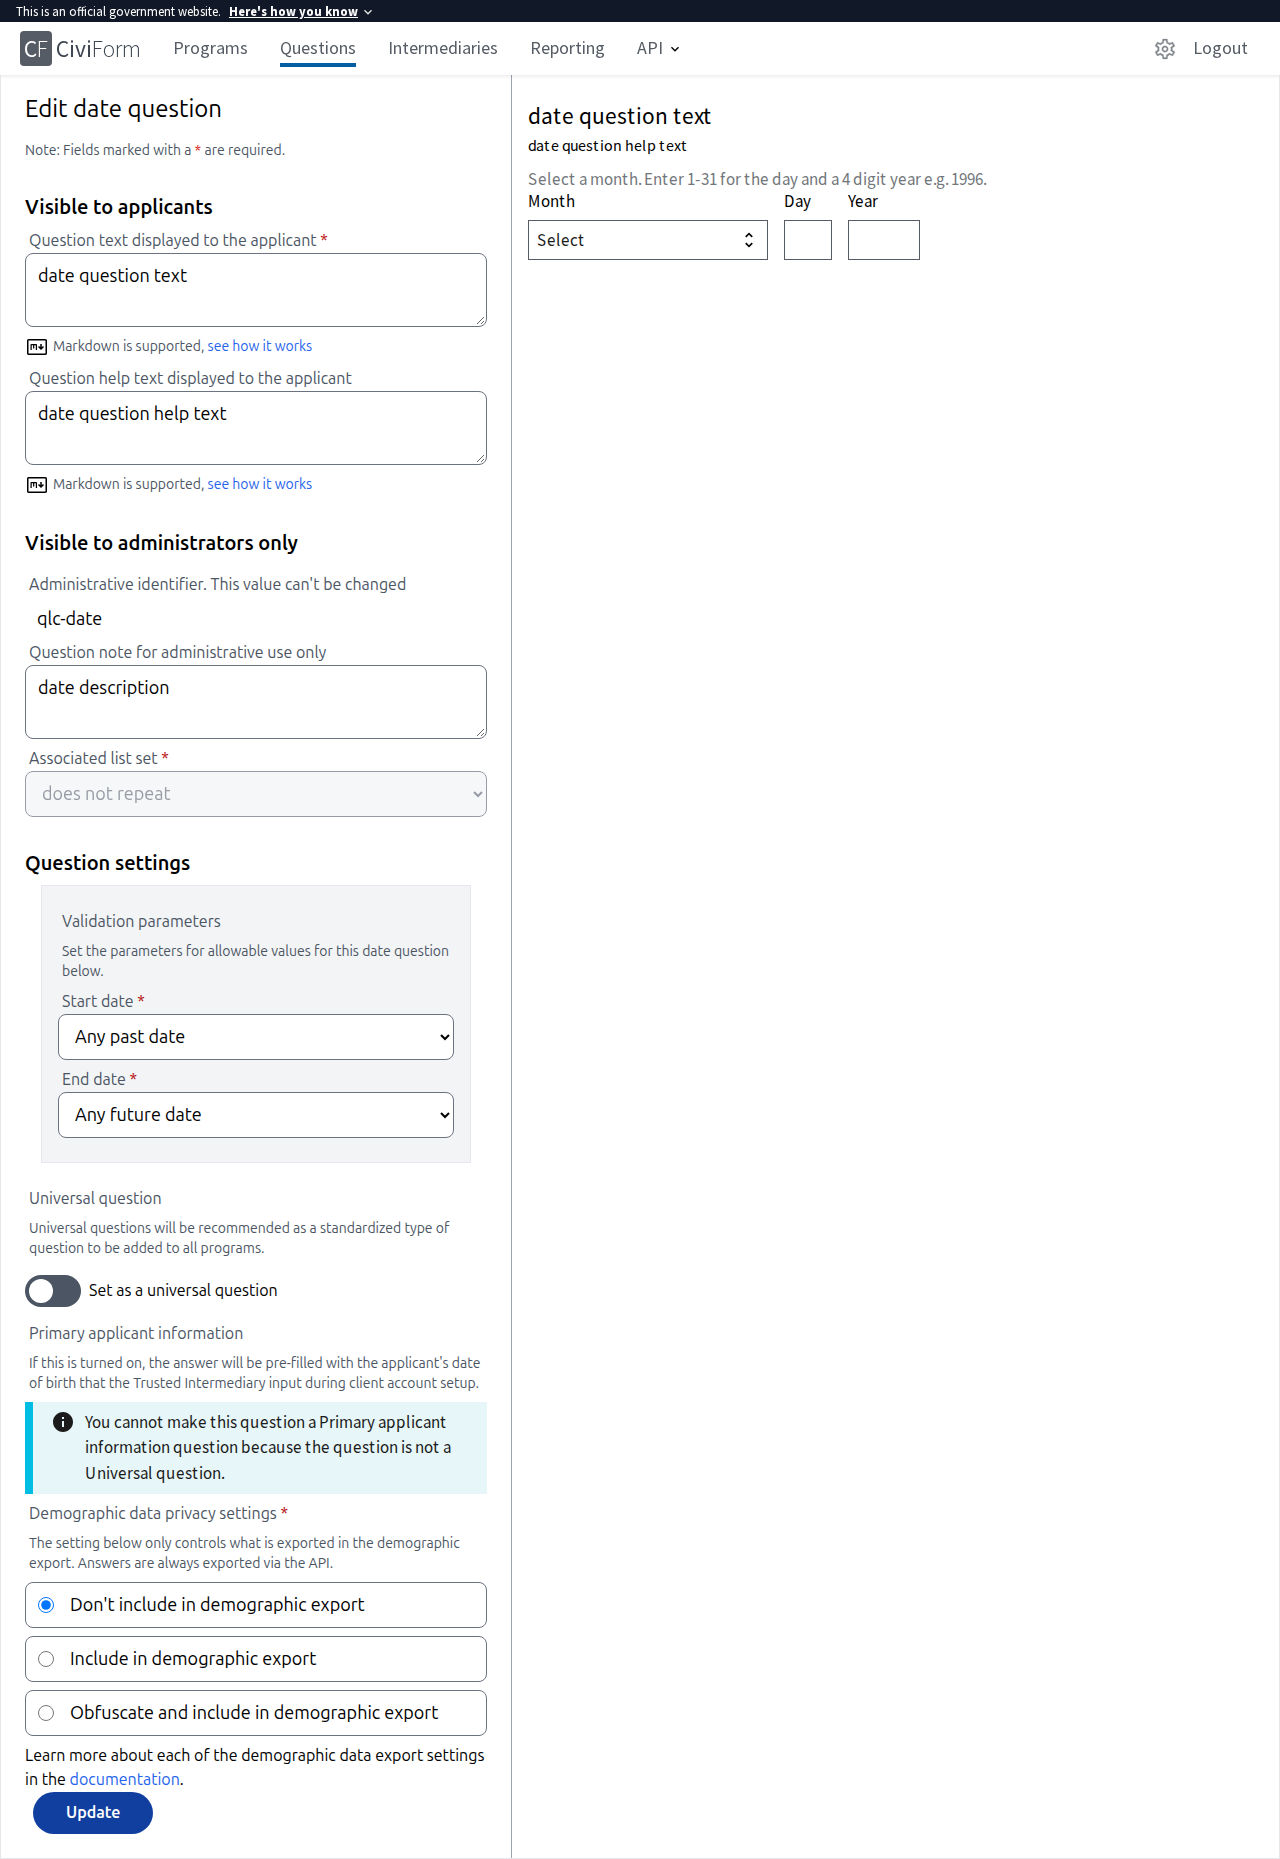 This is an official government website. Here's how you know
CF CiviForm Programs Questions Intermediaries Reporting API Logout
Edit date question
Note: Fields marked with a * are required.
Visible to applicants
Question text displayed to the applicant *
date question text
Markdown is supported, see how it works
Question help text displayed to the applicant
date question help text
Markdown is supported, see how it works
Visible to administrators only
Administrative identifier. This value can't be changed
qlc-date
Question note for administrative use only
date description
Associated list set *
does not repeat
Question settings
Validation parameters
Set the parameters for allowable values for this date question
below.
Start date *
Any past date
End date *
Any future date
Universal question
Universal questions will be recommended as a standardized type of
question to be added to all programs.
Set as a universal question
Primary applicant information
If this is turned on, the answer will be pre-filled with the applicant's date
of birth that the Trusted Intermediary input during client account setup.
You cannot make this question a Primary applicant
information question because the question is not a
Universal question.
Demographic data privacy settings *
The setting below only controls what is exported in the demographic
export. Answers are always exported via the API.
Don't include in demographic export
Include in demographic export
Obfuscate and include in demographic export
Learn more about each of the demographic data export settings
in the documentation.
Update
date question text
date question help text
Select a month. Enter 1-31 for the day and a 4 digit year e.g. 1996.
Month Day Year
Select